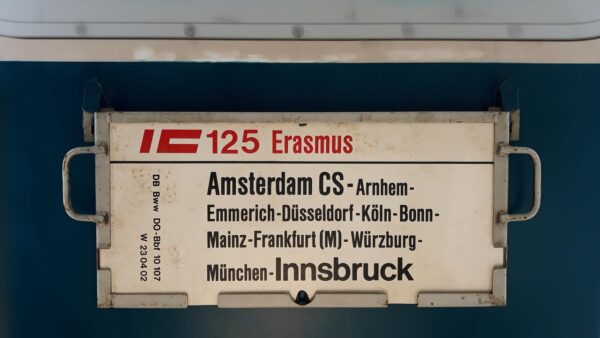 IC 125 Erasmus
Amsterdam CS - Arnhem -
Emmerich - Düsseldorf - Köln - Bonn -
Mainz - Frankfurt (M) - Würzburg -
München - Innsbruck
DB Bww DO-Bbf 10 107
W 23 04 02